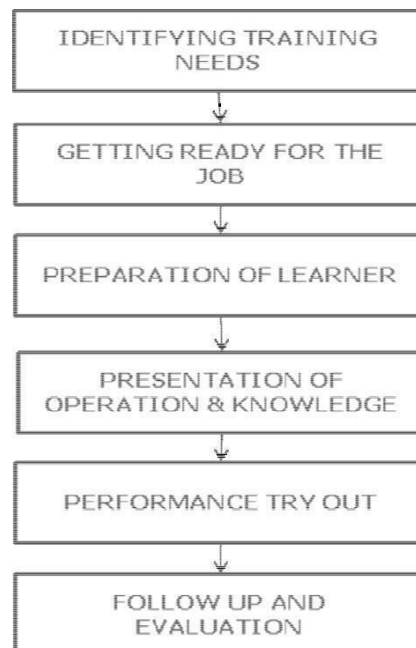 IDENTIFYING TRAINING
NEEDS
GETTING READY FOR THE
JOB
PREPARATION OF LEARNER
PRESENTATION OF
OPERATION & KNOWLEDGE
PERFORMANCE TRY OUT
FOLLOW UP AND
EVALUATION